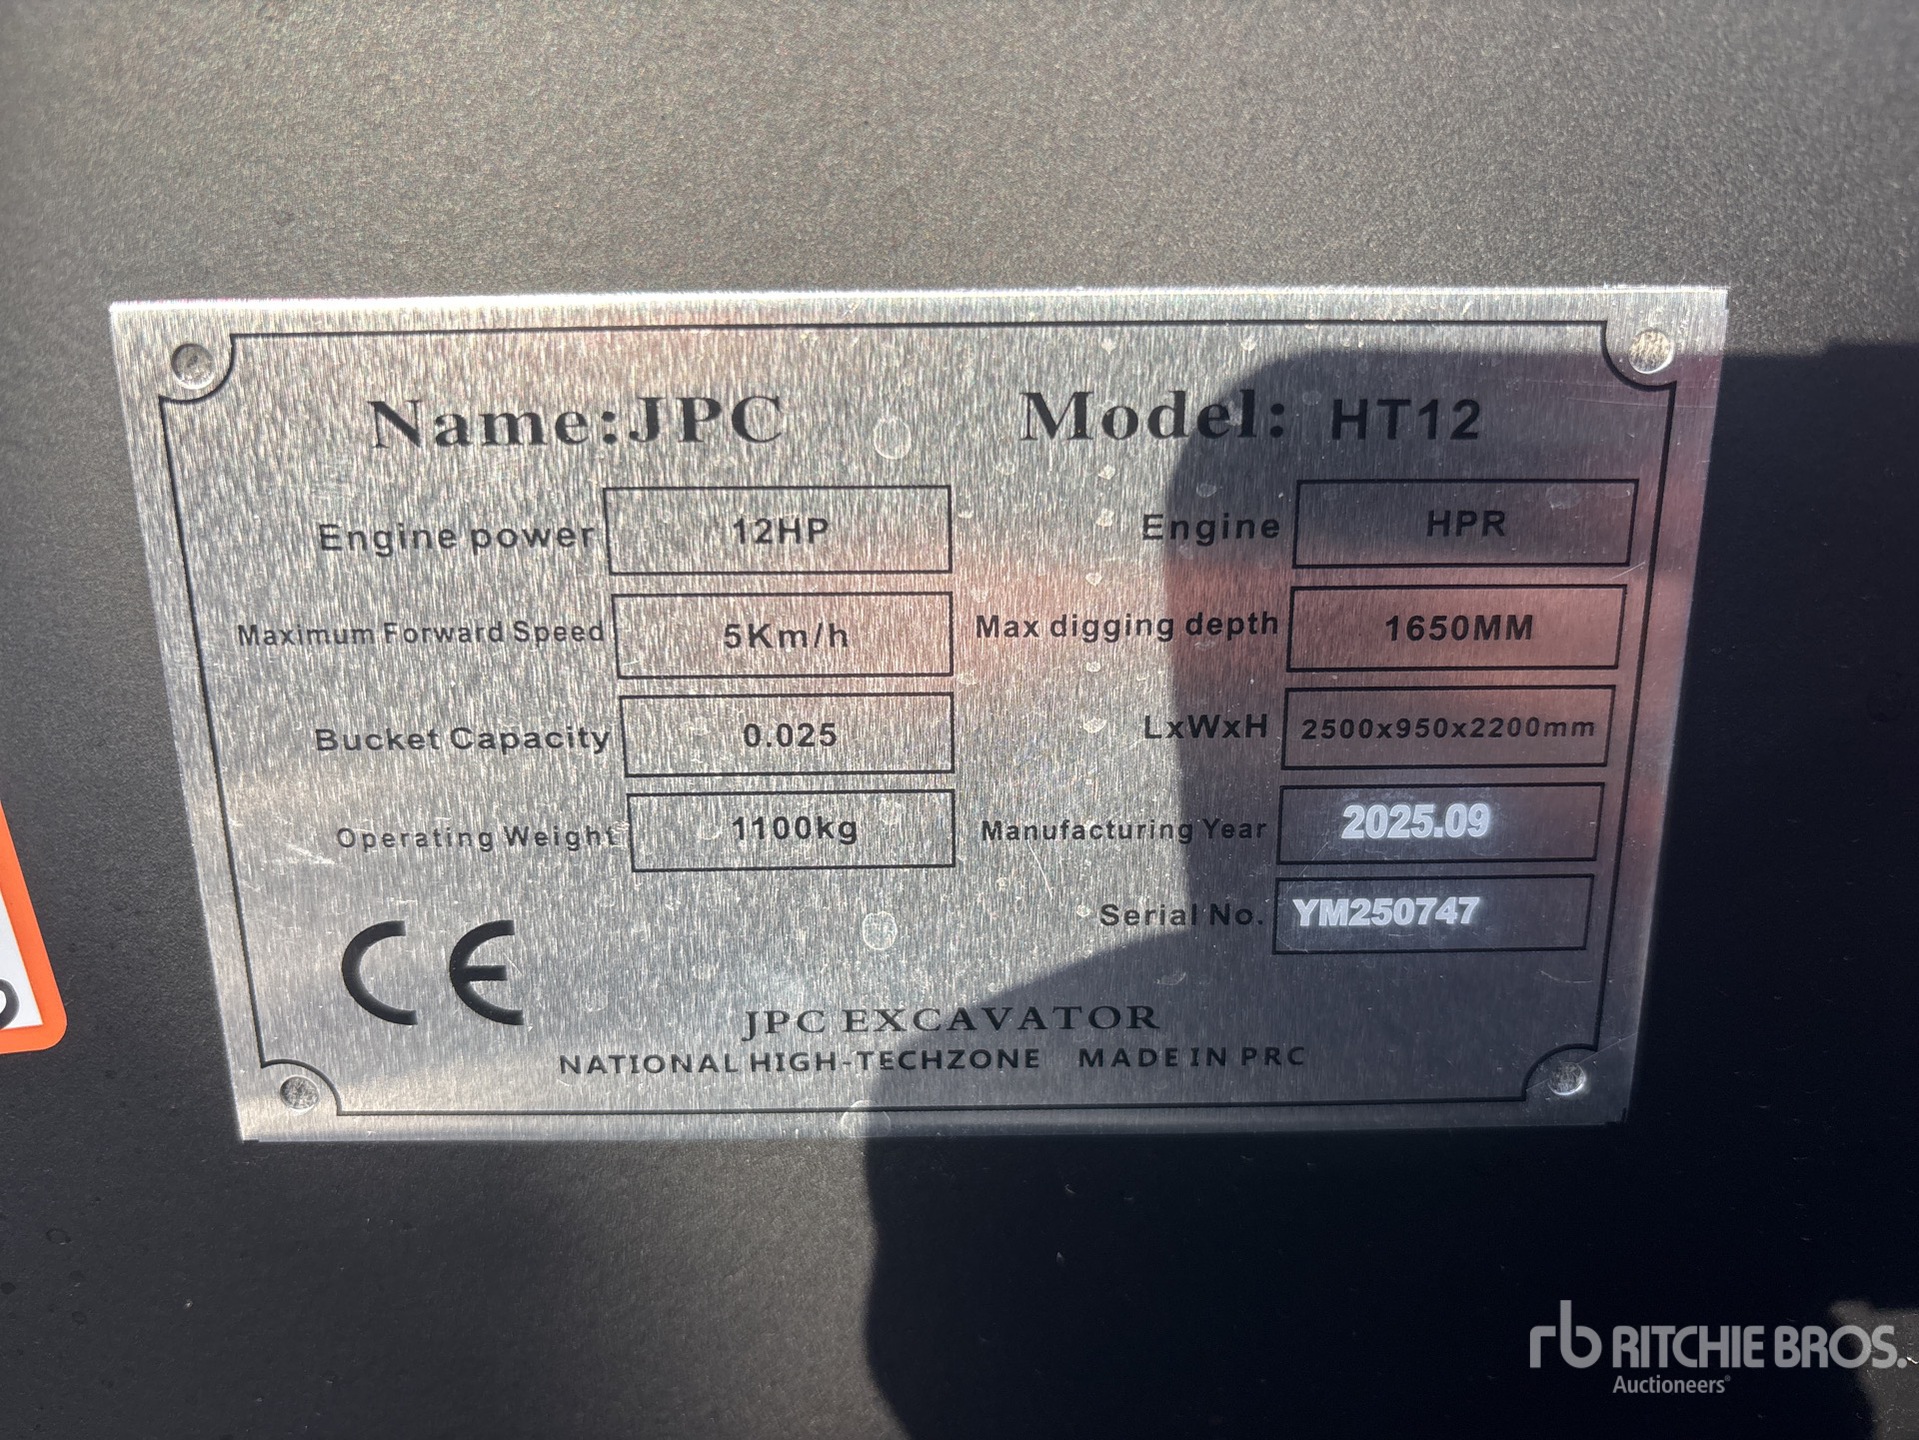 Name:JPC Model: HT12
Engine power 12HP Engine HPR
Maximum Forward Speed 5Km/h Max digging depth 1650MM
Bucket Capacity 0.025 LxWxH 2500x950x2200mm
Operating Weight 1100kg Manufacturing Year 2025.09
Serial No. YM250747
CE
JPC EXCAVATOR
NATIONAL HIGH-TECHZONE MADE IN PRC
rb RITCHIE BROS.
Auctioneers®